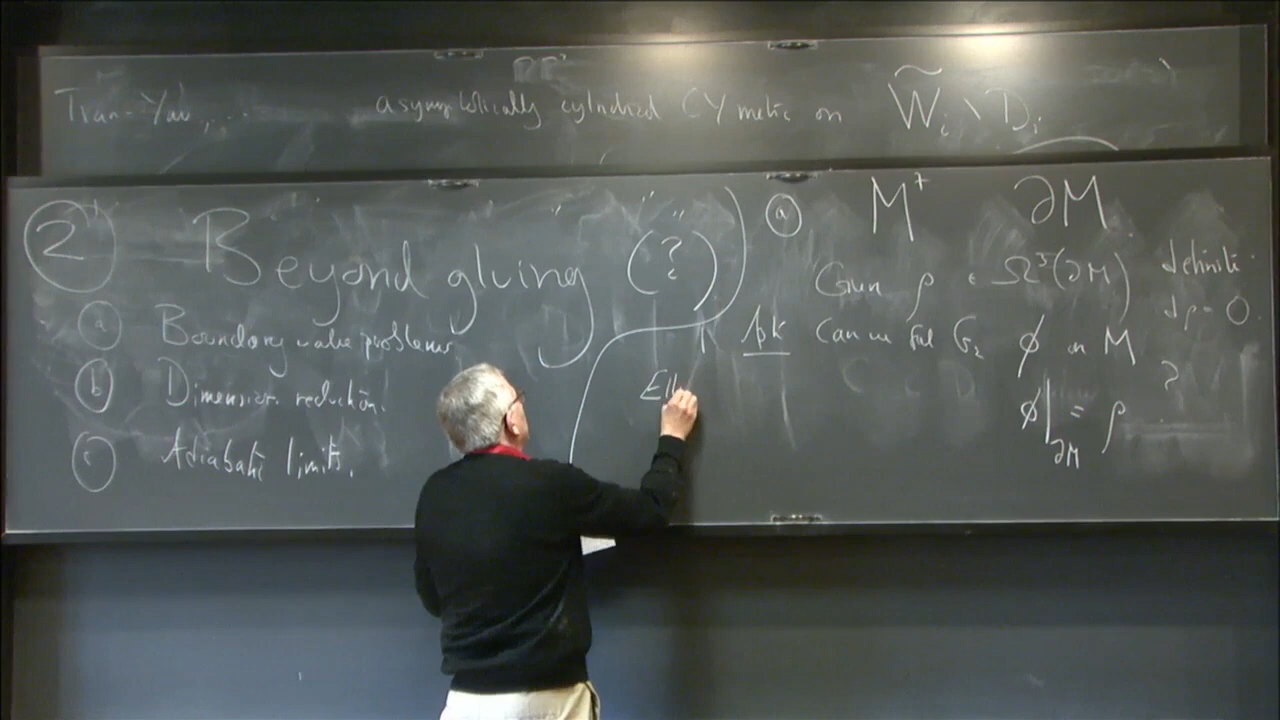 Tian-Yau, ... asymptotically cylindrical CY metric on W̃ᵢ \ Dᵢ
② Beyond gluing (?)
ⓐ Boundary value problems
ⓑ Dimension reduction.
ⓒ Adiabatic limits.
Ell
ⓐ M⁷ ∂M
Given ρ ∈ Ω³(∂M) definite
dρ = 0.
Can we find G₂ ϕ on M
?
ϕ|∂M = ρ